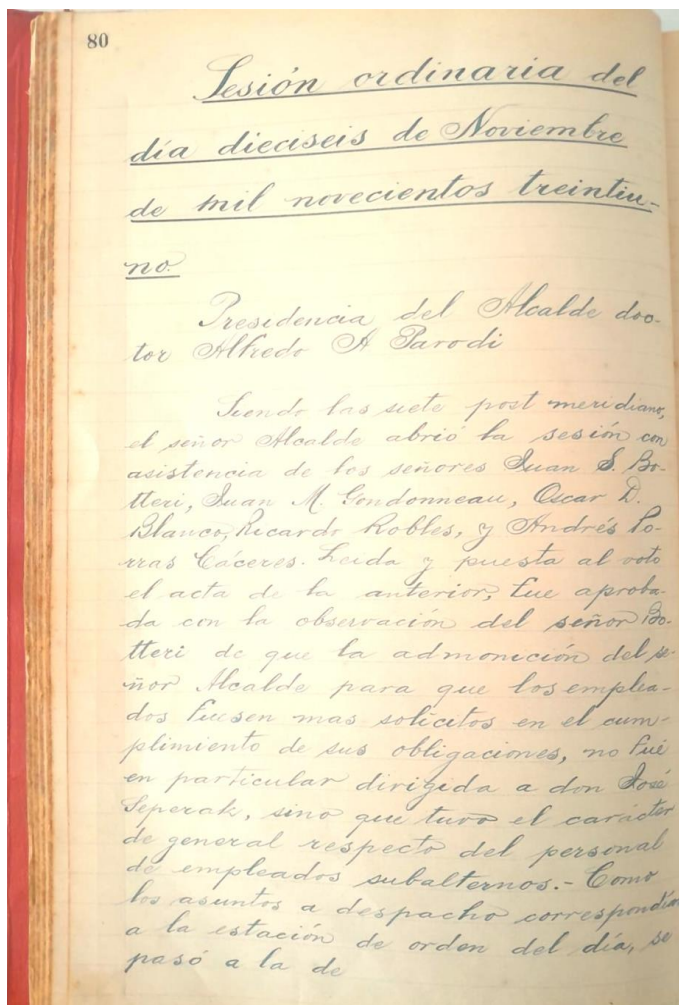 80
Sesión ordinaria del
día dieciseis de Noviembre
de mil novecientos treintiu-
no.
Presidencia del Alcalde doc-
tor Alfredo A Parodi
Siendo las siete post meridiano,
el señor Alcalde abrió la sesión con
asistencia de los señores Juan S. Bo-
tteri, Juan M. Gondonneau, Oscar D.
Blanco, Ricardo Robles, y Andrés Po-
rras Cáceres. Leida y puesta al voto
el acta de la anterior, fue aproba-
da con la observación del señor Bo-
tteri de que la admonición del se-
ñor Alcalde para que los emplea-
dos fuesen mas solícitos en el cum-
plimiento de sus obligaciones, no fué
en particular dirigida a don José
Seperak, sino que tuvo el carácter
de general respecto del personal
de empleados subalternos.- Como
los asuntos a despacho correspondían
a la estación de orden del día, se
pasó a la de